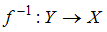 f⁻¹ : Y → X